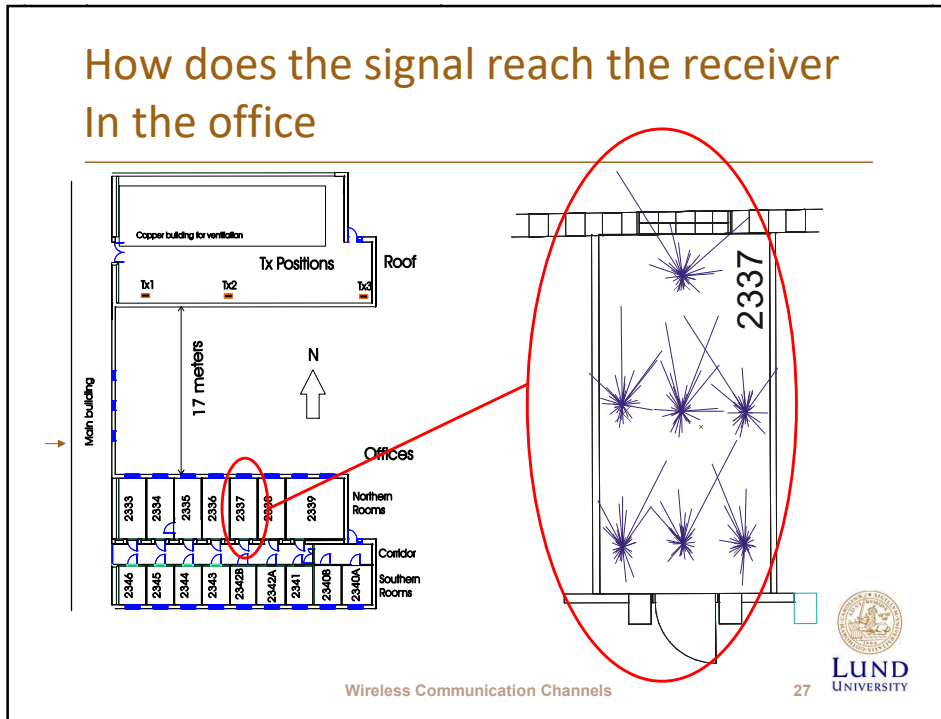 How does the signal reach the receiver
In the office
Copper building for ventilation
Tx Positions
Roof
Tx1
Tx2
Tx3
17 meters
N
Main building
Offices
2333
2334
2335
2336
2337
2338
2339
Northern
Rooms
Corridor
2346
2345
2344
2343
2342B
2342A
2341
2340B
2340A
Southern
Rooms
2337
Wireless Communication Channels
27
LUND
UNIVERSITY